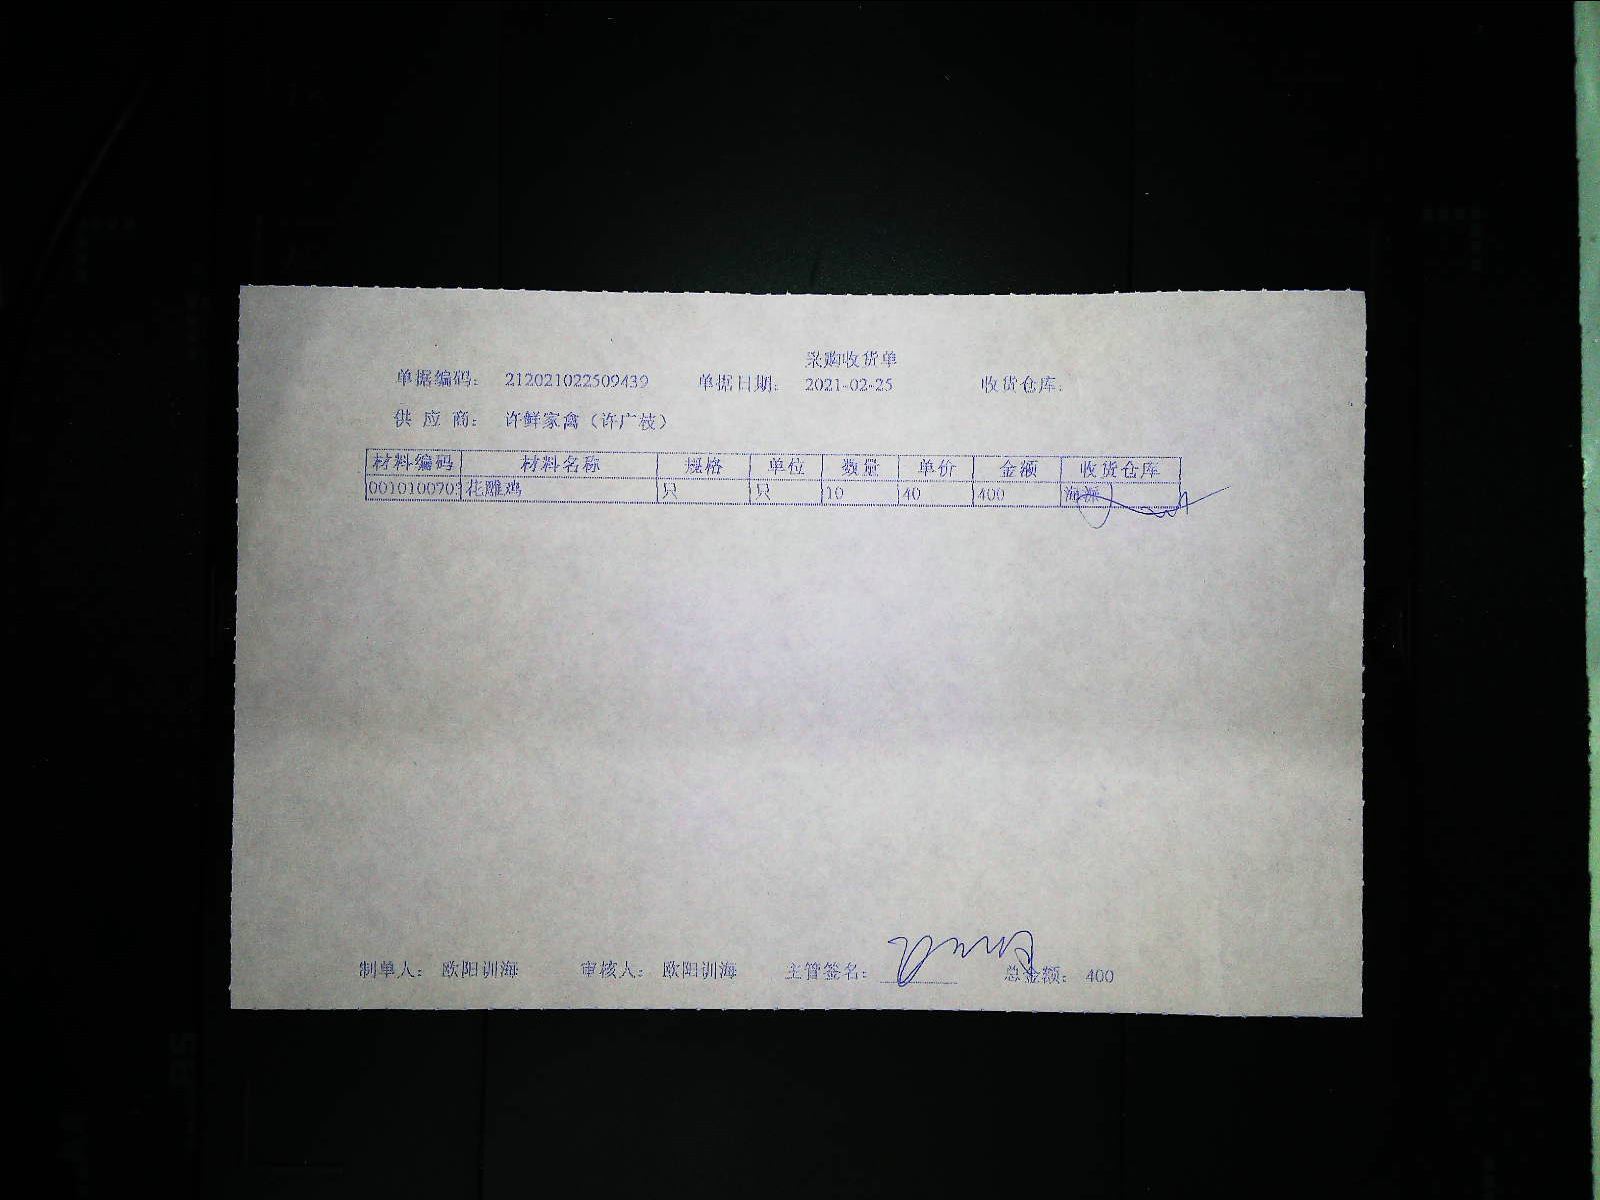 采购收货单
单据编码: 212021022509439 单据日期: 2021-02-25 收货仓库:
供应商: 许鲜家禽（许广枝）
材料编码 材料名称 规格 单位 数量 单价 金额 收货仓库
001010070 花雕鸡 只 只 10 40 400 海
制单人: 欧阳训海 审核人: 欧阳训海 主管签名: 总金额: 400